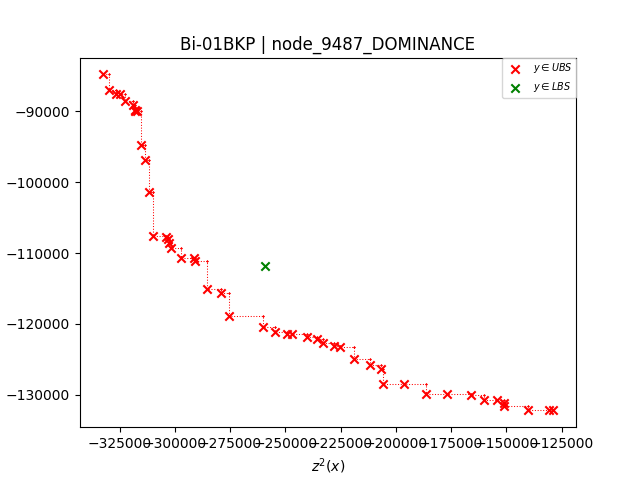 Bi-01BKP | node_9487_DOMINANCE
y ∈ UBS
y ∈ LBS
−90000
−100000
−110000
−120000
−130000
−325000 −300000 −275000 −250000 −225000 −200000 −175000 −150000 −125000
z²(x)